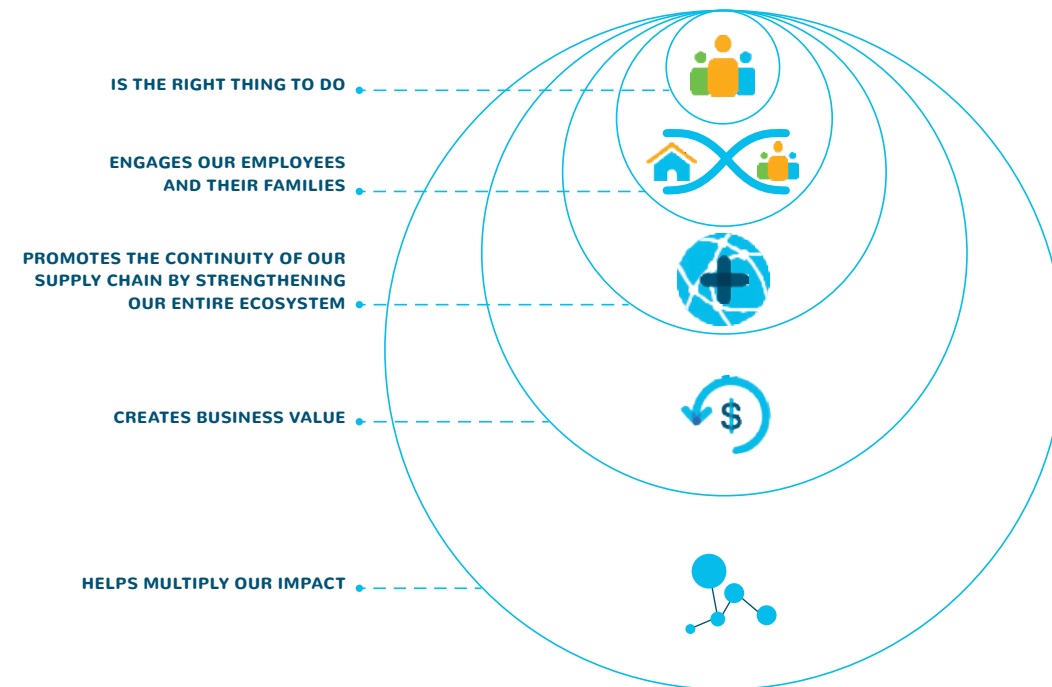 IS THE RIGHT THING TO DO
ENGAGES OUR EMPLOYEES
AND THEIR FAMILIES
PROMOTES THE CONTINUITY OF OUR
SUPPLY CHAIN BY STRENGTHENING
OUR ENTIRE ECOSYSTEM
$
CREATES BUSINESS VALUE
HELPS MULTIPLY OUR IMPACT